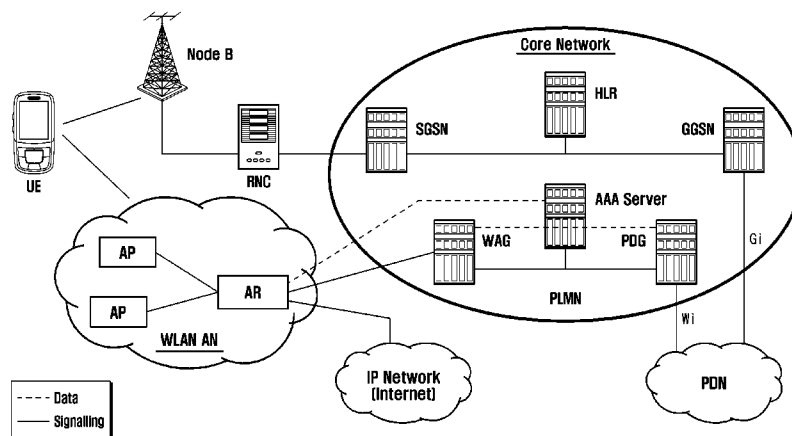 Core Network
Node B
HLR
SGSN
GGSN
UE
RNC
AAA Server
WAG
PDG
Gi
AP
AR
AP
PLMN
WLAN AN
Wi
IP Network
(Internet)
PDN
Data
Signalling